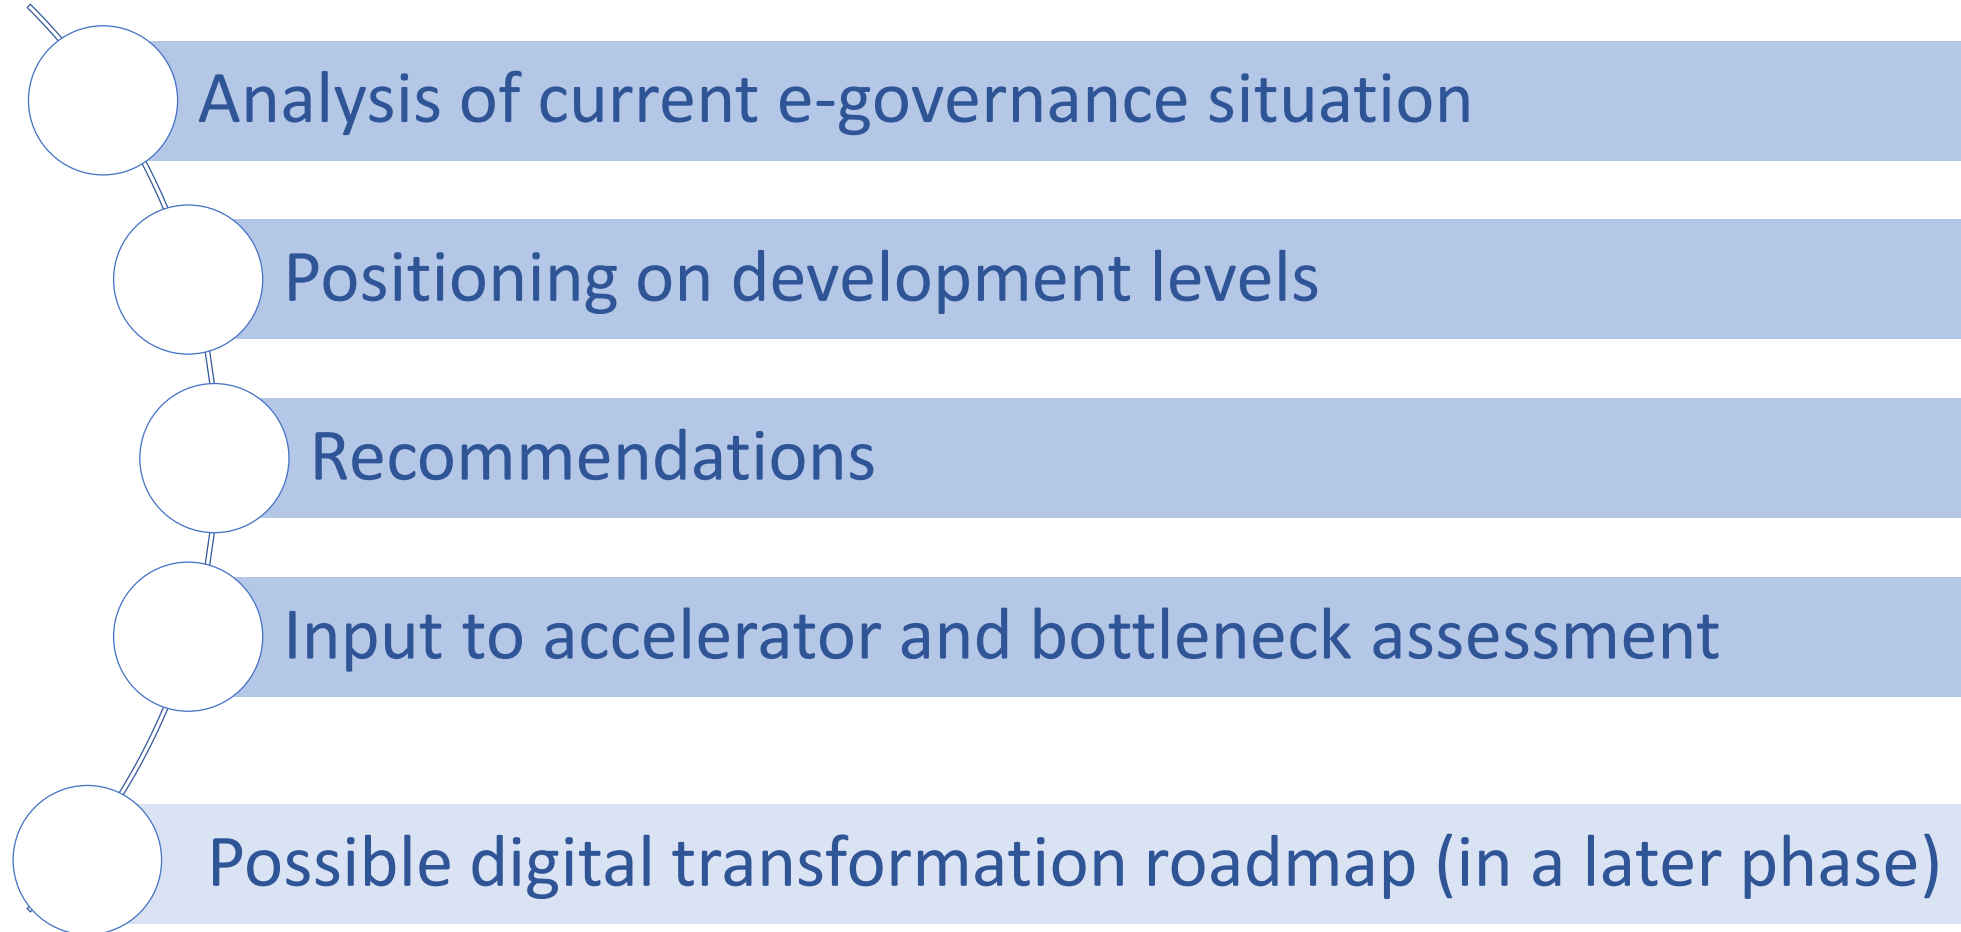 Analysis of current e-governance situation
Positioning on development levels
Recommendations
Input to accelerator and bottleneck assessment
Possible digital transformation roadmap (in a later phase)